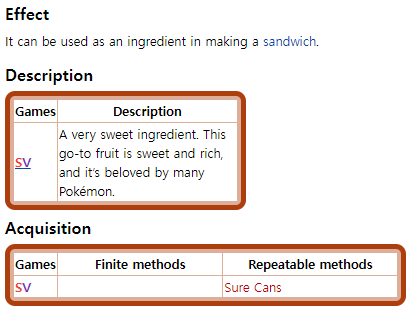 Effect
It can be used as an ingredient in making a sandwich.
Description
Games Description
A very sweet ingredient. This
go-to fruit is sweet and rich,
SV and it's beloved by many
Pokémon.
Acquisition
Games Finite methods Repeatable methods
SV Sure Cans